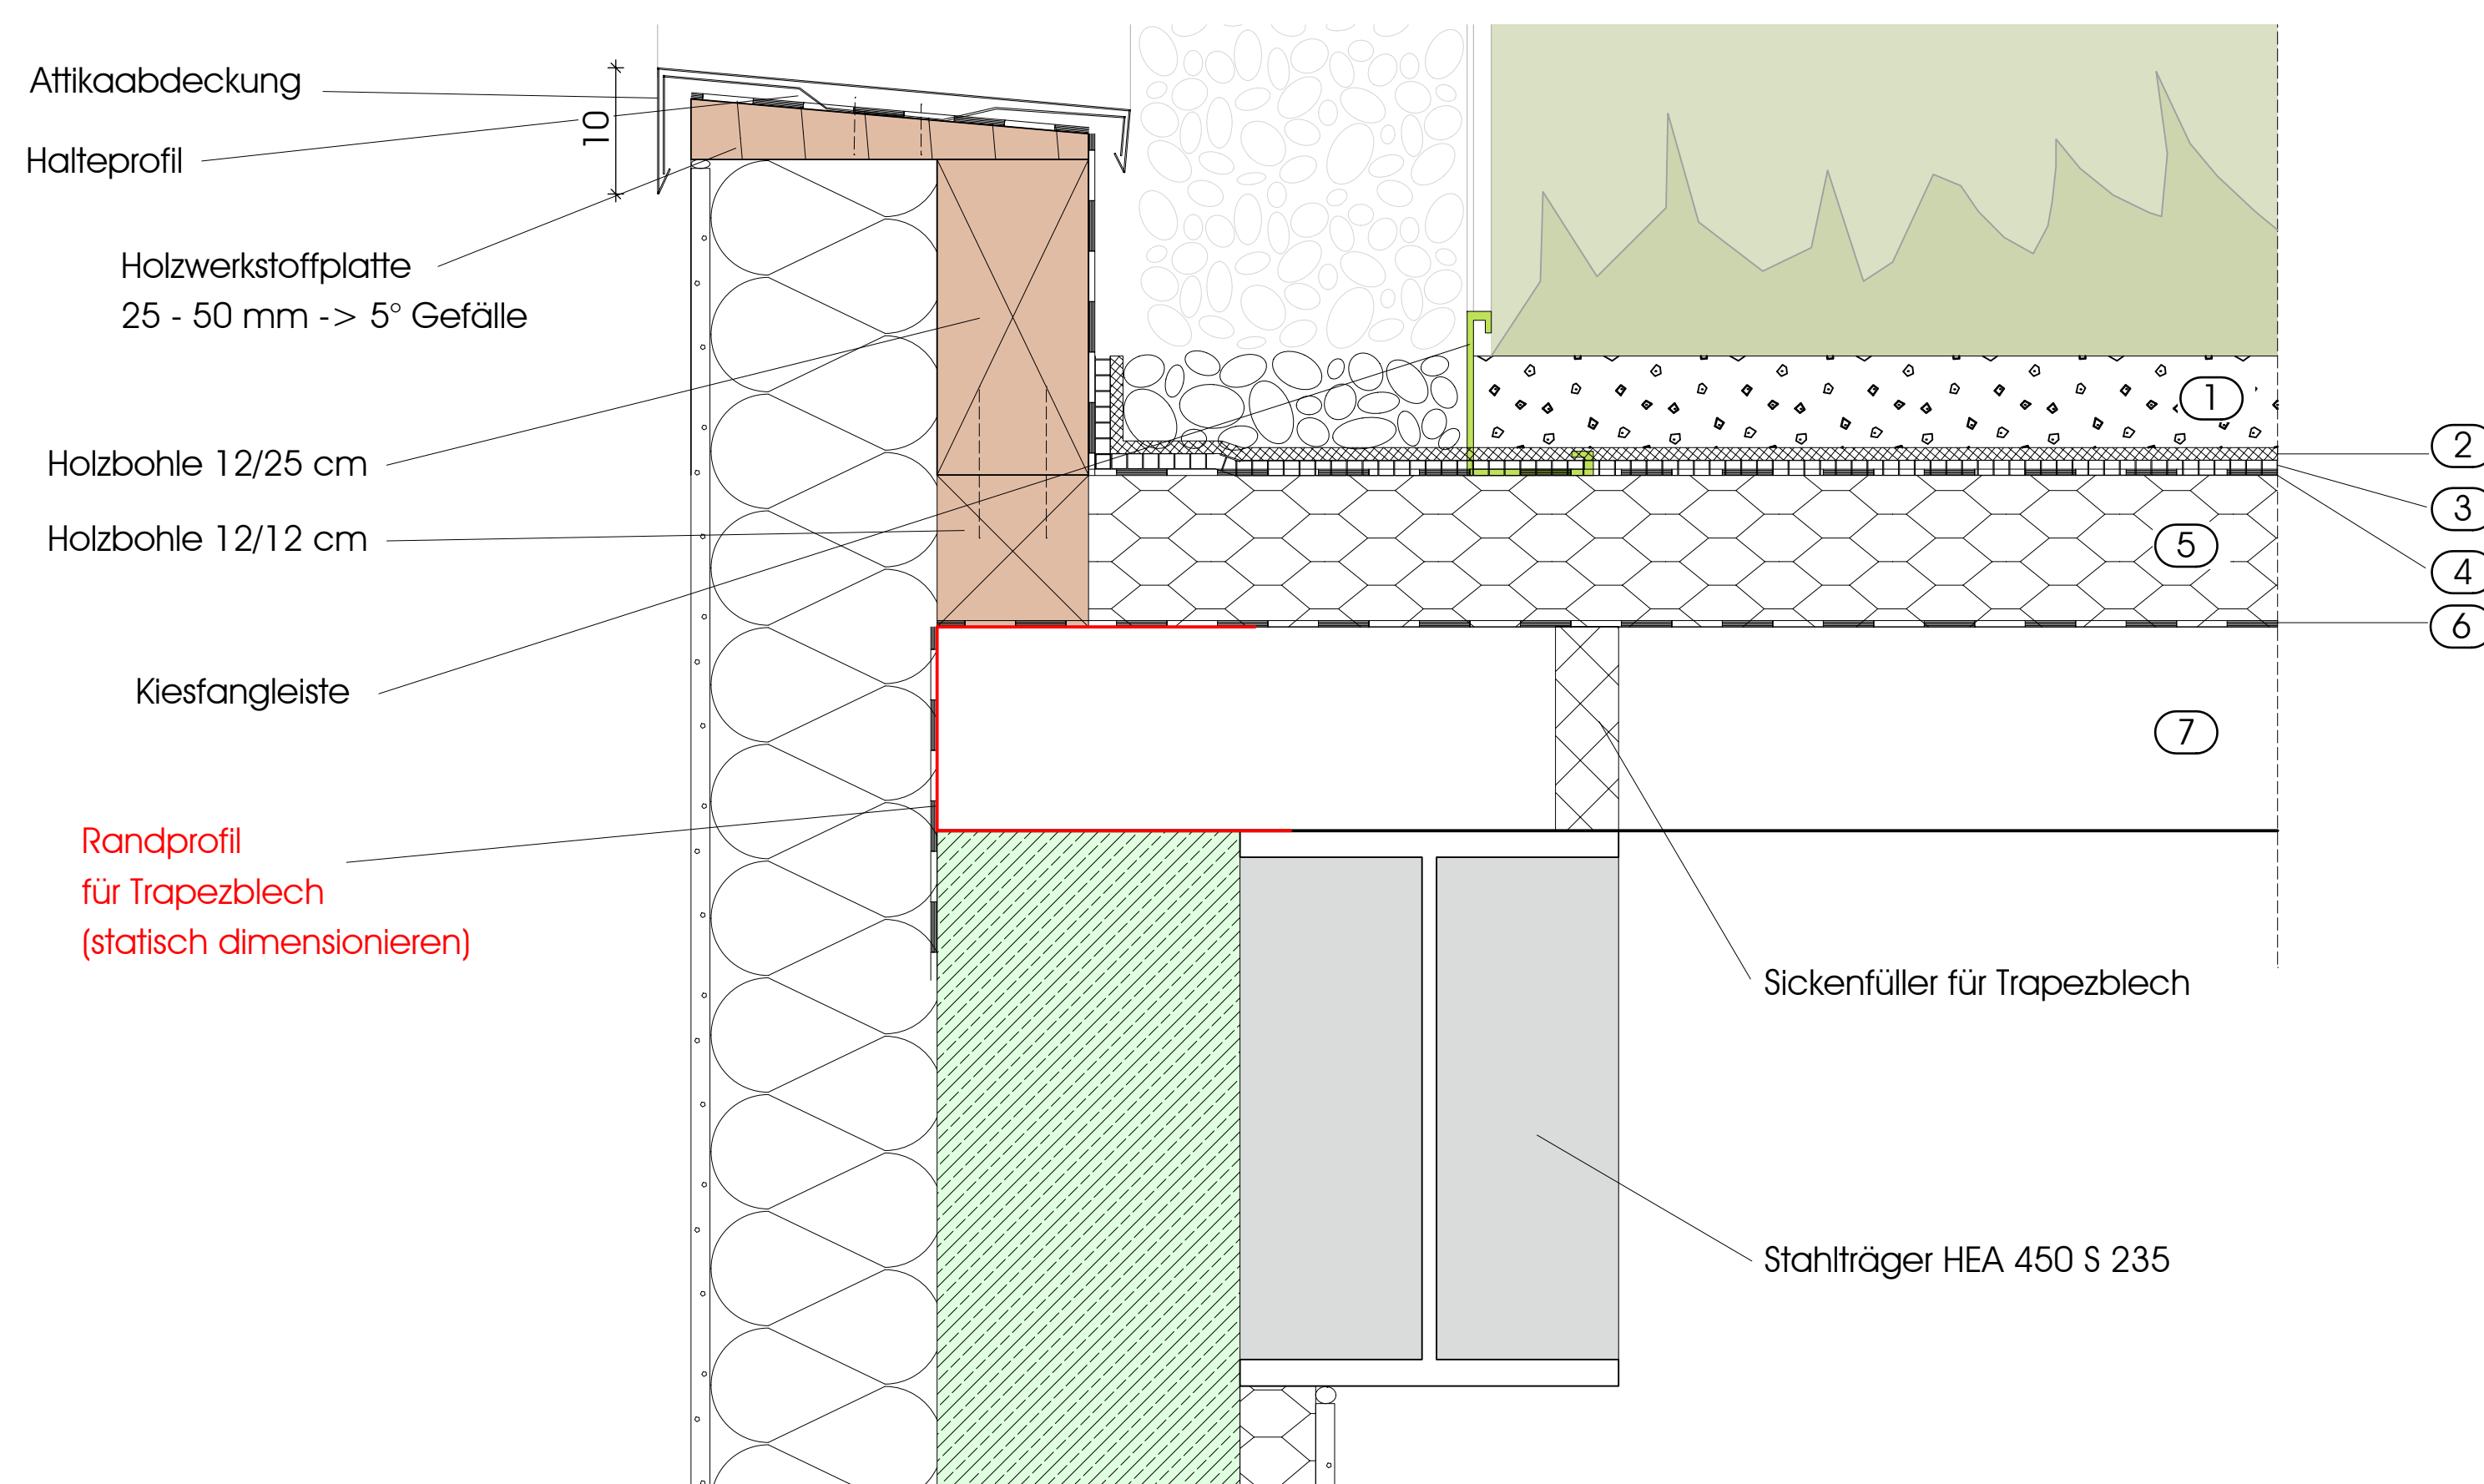 Attikaabdeckung
10
Halteprofil
Holzwerkstoffplatte
25 - 50 mm -> 5° Gefälle
Holzbohle 12/25 cm
Holzbohle 12/12 cm
Kiesfangleiste
Randprofil
für Trapezblech
(statisch dimensionieren)
1
2
3
5
4
6
7
Sickenfüller für Trapezblech
Stahlträger HEA 450 S 235